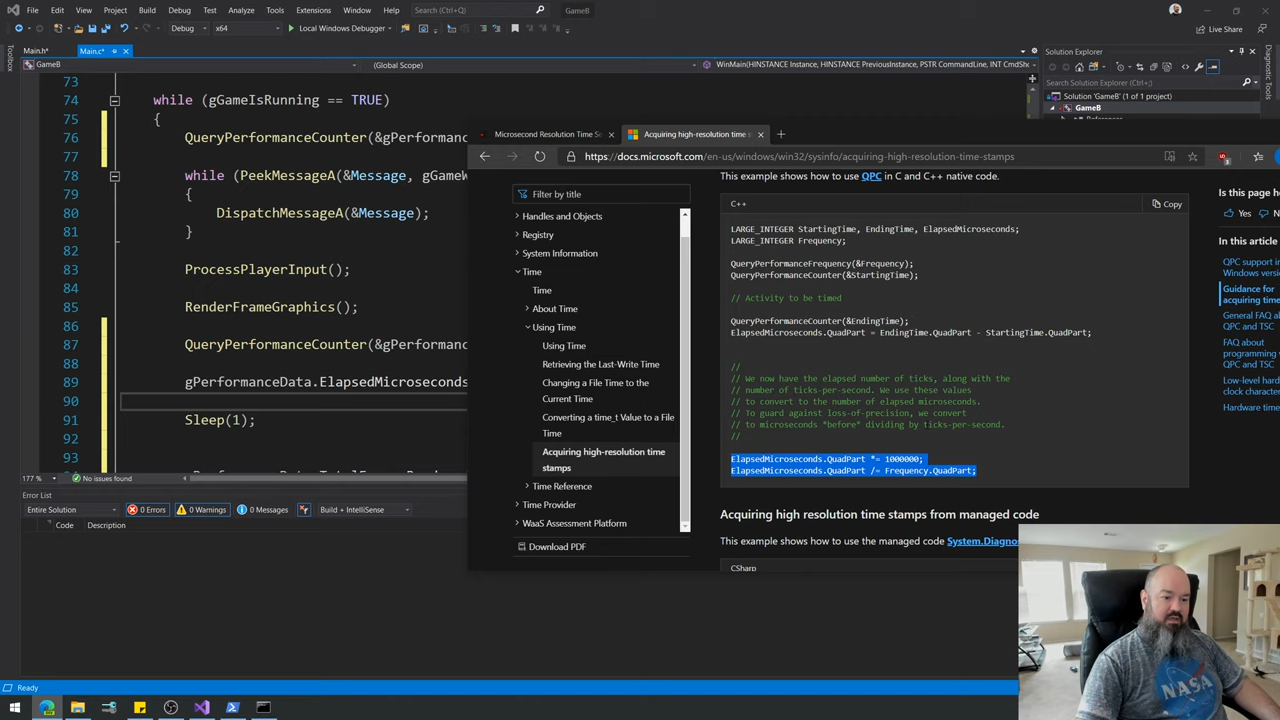 File Edit View Project Build Debug Test Analyze Tools Extensions Window Help Search (Ctrl+Q) GameB
Debug x64 Local Windows Debugger Live Share
Toolbox
Main.h* Main.c*
GameB (Global Scope) WinMain(HINSTANCE Instance, HINSTANCE PreviousInstance, PSTR CommandLine, INT CmdSho
Solution Explorer
Search Solution Explorer (Ctrl+;)
Solution 'GameB' (1 of 1 project)
GameB
References
Diagnostic Tools
73
74 while (gGameIsRunning == TRUE)
75 {
76 QueryPerformanceCounter(&gPerforma
77
78 while (PeekMessageA(&Message, gGameW
79 {
80 DispatchMessageA(&Message);
81 }
82
83 ProcessPlayerInput();
84
85 RenderFrameGraphics();
86
87 QueryPerformanceCounter(&gPerforma
88
89 gPerformanceData.ElapsedMicroseconds
90
91 Sleep(1);
92
93
177 % No issues found
Error List
Entire Solution 0 Errors 0 Warnings 0 Messages Build + IntelliSense
Code Description
Ready
Microsecond Resolution Time Se Acquiring high-resolution time s
https://docs.microsoft.com/en-us/windows/win32/sysinfo/acquiring-high-resolution-time-stamps
Filter by title
Handles and Objects
Registry
System Information
Time
Time
About Time
Using Time
Using Time
Retrieving the Last-Write Time
Changing a File Time to the
Current Time
Converting a time_t Value to a File
Time
Acquiring high-resolution time
stamps
Time Reference
Time Provider
WaaS Assessment Platform
Download PDF
This example shows how to use QPC in C and C++ native code.
C++ Copy
LARGE_INTEGER StartingTime, EndingTime, ElapsedMicroseconds;
LARGE_INTEGER Frequency;
QueryPerformanceFrequency(&Frequency);
QueryPerformanceCounter(&StartingTime);
// Activity to be timed
QueryPerformanceCounter(&EndingTime);
ElapsedMicroseconds.QuadPart = EndingTime.QuadPart - StartingTime.QuadPart;
//
// We now have the elapsed number of ticks, along with the
// number of ticks-per-second. We use these values
// to convert to the number of elapsed microseconds.
// To guard against loss-of-precision, we convert
// to microseconds *before* dividing by ticks-per-second.
//
ElapsedMicroseconds.QuadPart *= 1000000;
ElapsedMicroseconds.QuadPart /= Frequency.QuadPart;
Acquiring high resolution time stamps from managed code
This example shows how to use the managed code System.Diagnos
CSharp
Is this page he
Yes N
In this article
QPC support i
Windows versio
Guidance for
acquiring time
General FAQ a
QPC and TSC
FAQ about
programming
QPC and TSC
Low-level hard
clock character
Hardware time
NASA